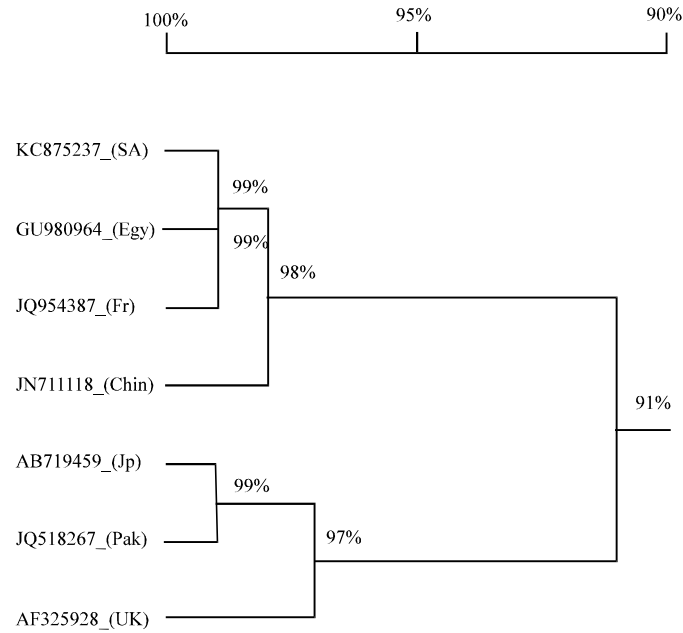 100% 95% 90%
KC875237_(SA)
99%
GU980964_(Egy)
99%
98%
JQ954387_(Fr)
JN711118_(Chin)
91%
AB719459_(Jp)
99%
JQ518267_(Pak)
97%
AF325928_(UK)